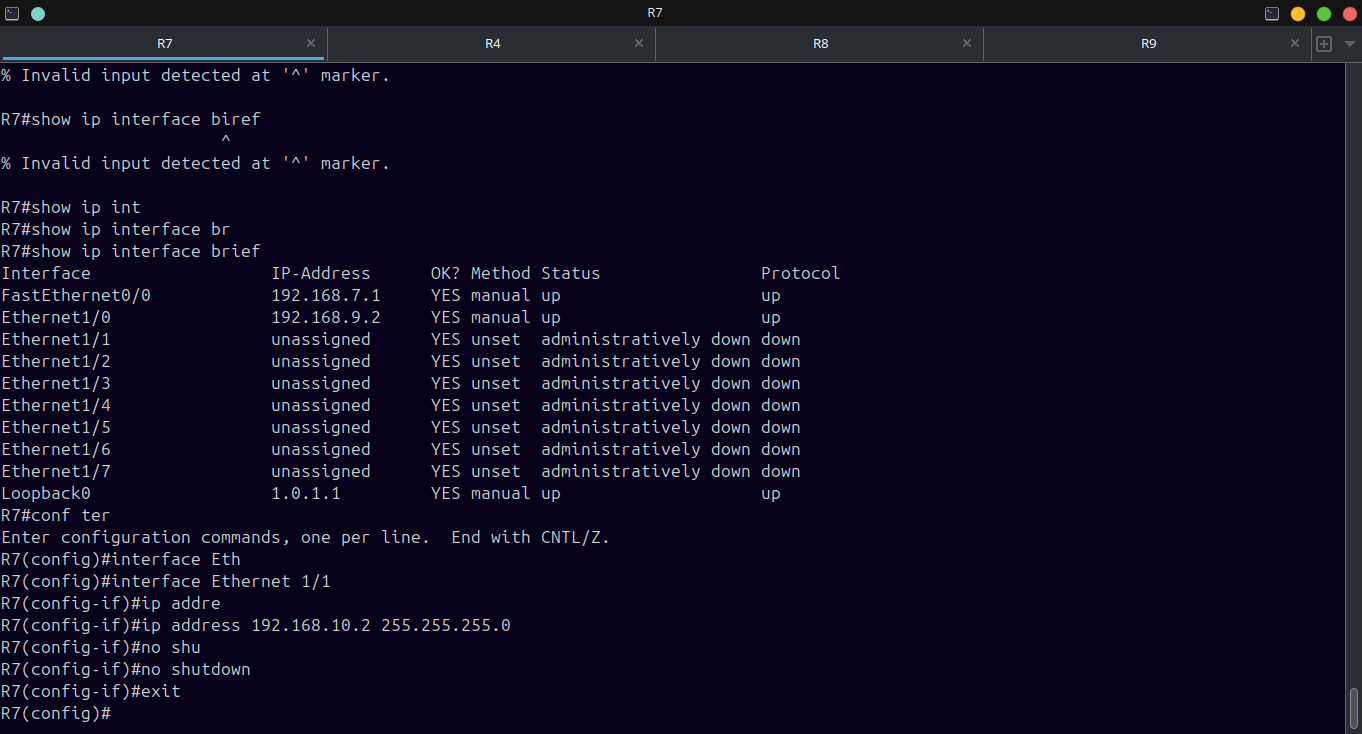 R7
R7 R4 R8 R9
% Invalid input detected at '^' marker.
R7#show ip interface biref
^
% Invalid input detected at '^' marker.
R7#show ip int
R7#show ip interface br
R7#show ip interface brief
Interface IP-Address OK? Method Status Protocol
FastEthernet0/0 192.168.7.1 YES manual up up
Ethernet1/0 192.168.9.2 YES manual up up
Ethernet1/1 unassigned YES unset administratively down down
Ethernet1/2 unassigned YES unset administratively down down
Ethernet1/3 unassigned YES unset administratively down down
Ethernet1/4 unassigned YES unset administratively down down
Ethernet1/5 unassigned YES unset administratively down down
Ethernet1/6 unassigned YES unset administratively down down
Ethernet1/7 unassigned YES unset administratively down down
Loopback0 1.0.1.1 YES manual up up
R7#conf ter
Enter configuration commands, one per line. End with CNTL/Z.
R7(config)#interface Eth
R7(config)#interface Ethernet 1/1
R7(config-if)#ip addre
R7(config-if)#ip address 192.168.10.2 255.255.255.0
R7(config-if)#no shu
R7(config-if)#no shutdown
R7(config-if)#exit
R7(config)#